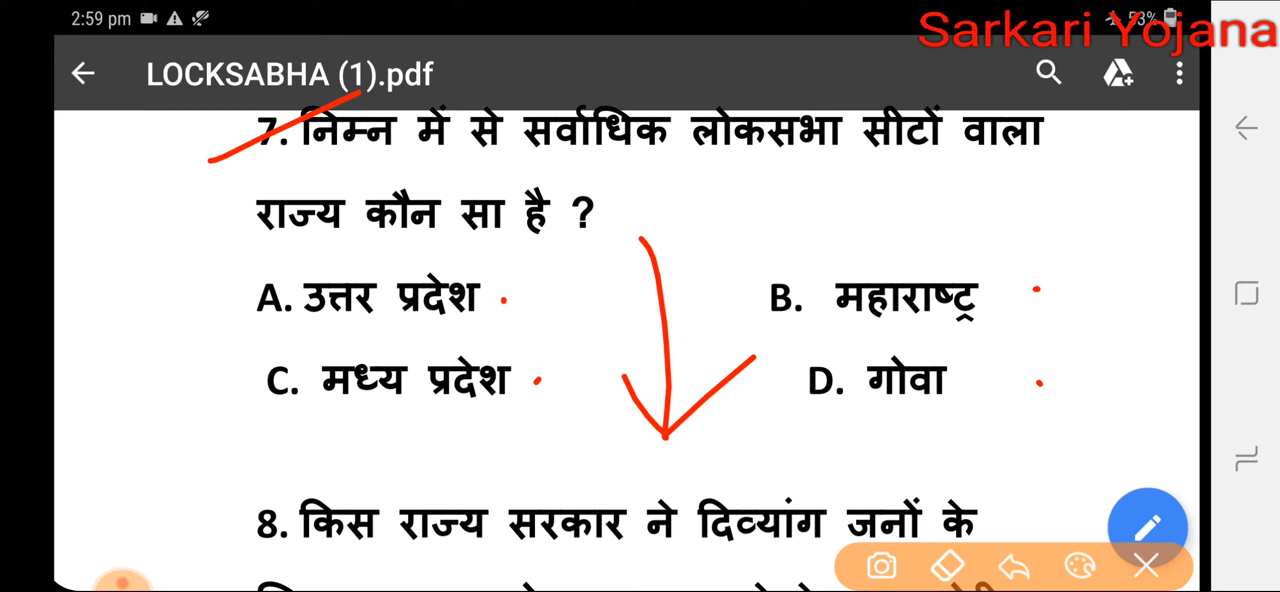 2:59 pm
53%
Sarkari Yojana
LOCKSABHA (1).pdf
7. निम्न में से सर्वाधिक लोकसभा सीटों वाला
राज्य कौन सा है ?
A. उत्तर प्रदेश
B. महाराष्ट्र
C. मध्य प्रदेश
D. गोवा
8. किस राज्य सरकार ने दिव्यांग जनों के